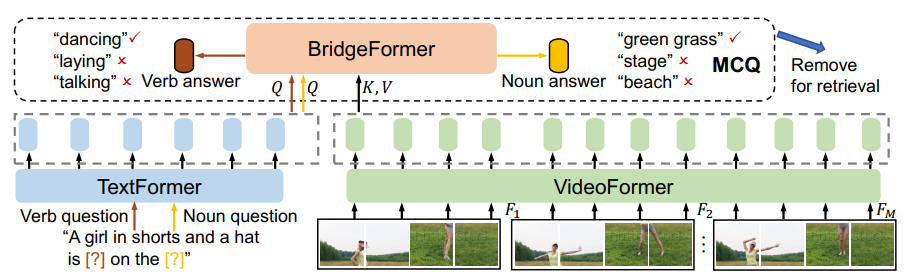 “dancing”✓
“laying” ×
“talking” ×
Verb answer
BridgeFormer
Noun answer
“green grass” ✓
“stage” ×
“beach” ×
MCQ
Remove
for retrieval
Q
Q
K, V
TextFormer
VideoFormer
Verb question
Noun question
“A girl in shorts and a hat
is [?] on the [?]”
F1
F2
⋮
FM